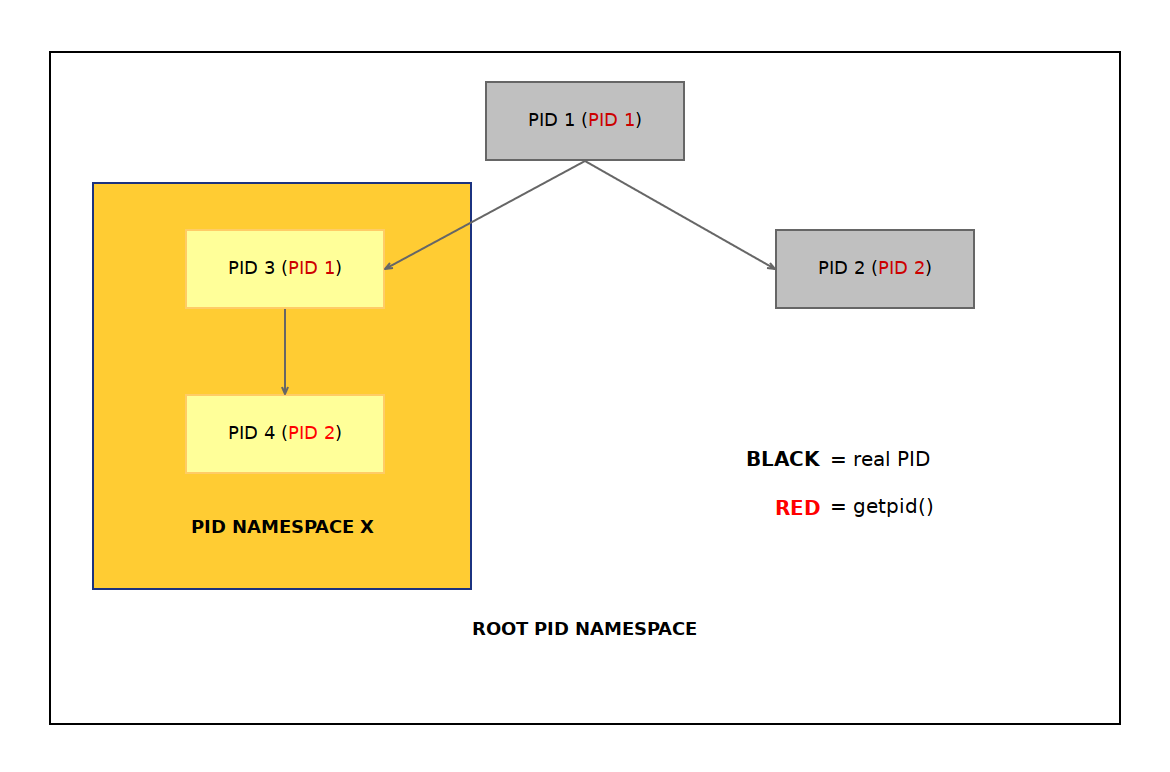 PID 1 (PID 1)
PID 3 (PID 1)
PID 2 (PID 2)
PID 4 (PID 2)
BLACK = real PID
RED = getpid()
PID NAMESPACE X
ROOT PID NAMESPACE